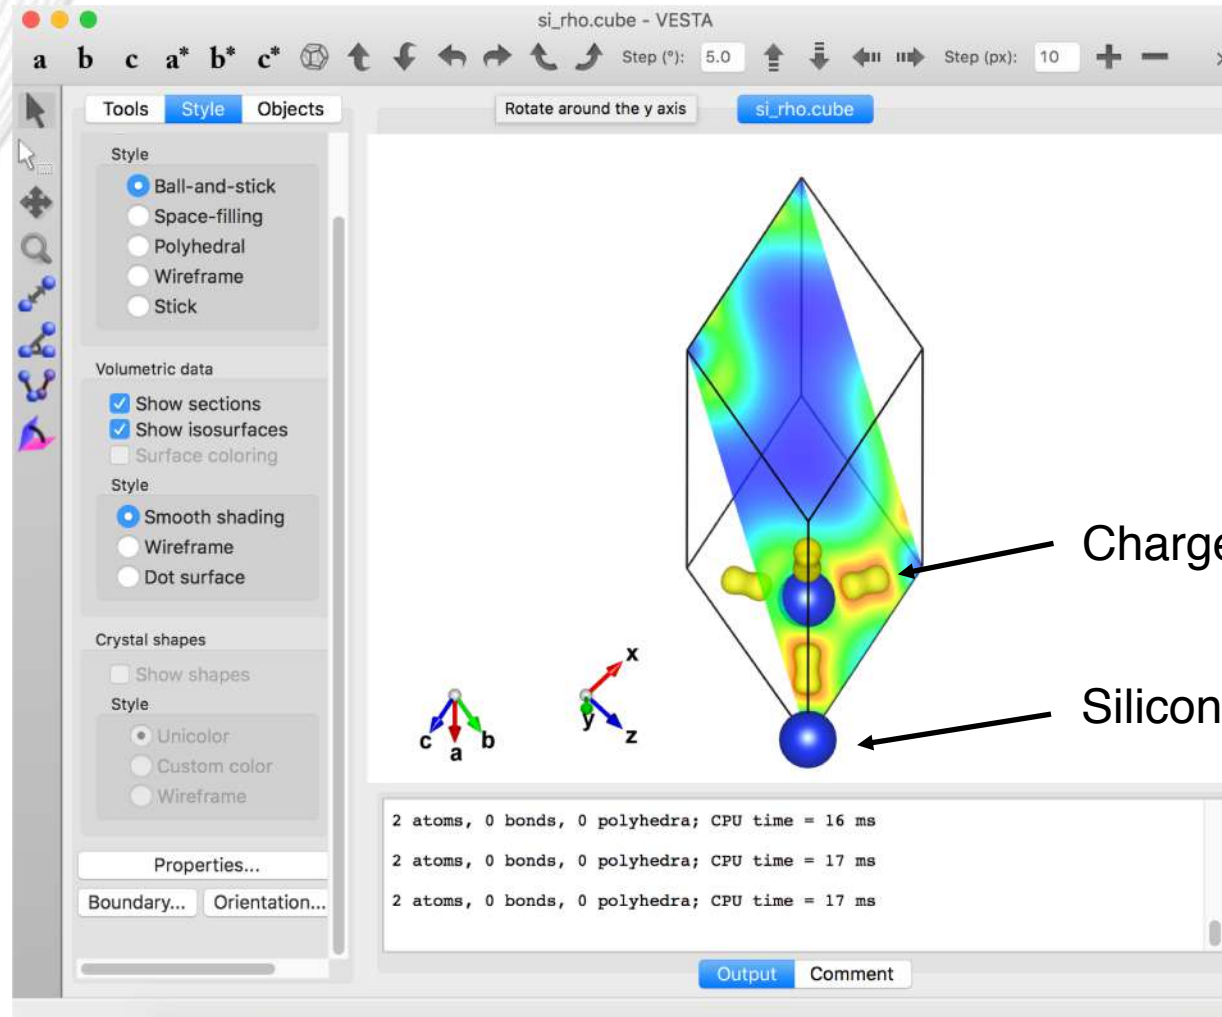 si_rho.cube - VESTA
a b c a* b* c* Step (°): 5.0 Step (px): 10
Tools Style Objects
Rotate around the y axis
si_rho.cube
Style
Ball-and-stick
Space-filling
Polyhedral
Wireframe
Stick
Volumetric data
Show sections
Show isosurfaces
Surface coloring
Style
Smooth shading
Wireframe
Dot surface
Crystal shapes
Show shapes
Style
Unicolor
Custom color
Wireframe
Properties...
Boundary... Orientation...
Charge
Silicon
c a b
x y z
2 atoms, 0 bonds, 0 polyhedra; CPU time = 16 ms
2 atoms, 0 bonds, 0 polyhedra; CPU time = 17 ms
2 atoms, 0 bonds, 0 polyhedra; CPU time = 17 ms
Output Comment